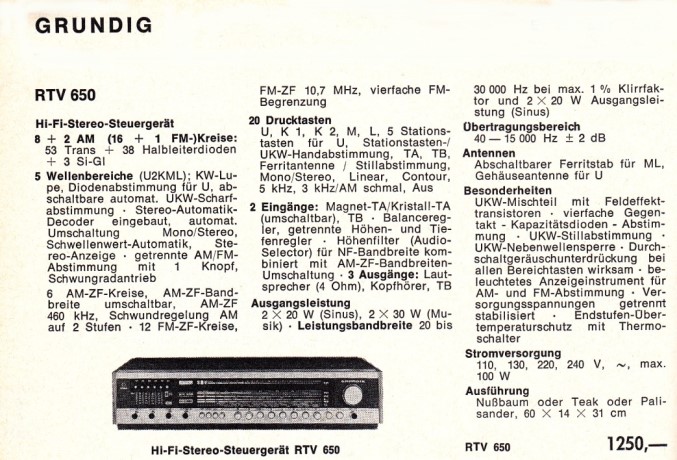 GRUNDIG
RTV 650
Hi-Fi-Stereo-Steuergerät
8 + 2 AM (16 + 1 FM-)Kreise:
53 Trans + 38 Halbleiterdioden
+ 3 Si-Gl
5 Wellenbereiche (U2KML); KW-Lu-
pe, Diodenabstimmung für U, ab-
schaltbare automat. UKW-Scharf-
abstimmung · Stereo-Automatik-
Decoder eingebaut, automat.
Umschaltung Mono/Stereo,
Schwellenwert-Automatik, Ste-
reo-Anzeige · getrennte AM/FM-
Abstimmung mit 1 Knopf,
Schwungradantrieb
6 AM-ZF-Kreise, AM-ZF-Band-
breite umschaltbar, AM-ZF
460 kHz, Schwundregelung AM
auf 2 Stufen · 12 FM-ZF-Kreise,
FM-ZF 10,7 MHz, vierfache FM-
Begrenzung
20 Drucktasten
U, K 1, K 2, M, L, 5 Stations-
tasten für U, Stationstasten-/
UKW-Handabstimmung, TA, TB,
Ferritantenne / Stillabstimmung,
Mono/Stereo, Linear, Contour,
5 kHz, 3 kHz/AM schmal, Aus
2 Eingänge: Magnet-TA/Kristall-TA
(umschaltbar), TB · Balancereg-
ler, getrennte Höhen- und Tie-
fenregler · Höhenfilter (Audio-
Selector) für NF-Bandbreite kom-
biniert mit AM-ZF-Bandbreiten-
Umschaltung · 3 Ausgänge: Laut-
sprecher (4 Ohm), Kopfhörer, TB
Ausgangsleistung
2 × 20 W (Sinus), 2 × 30 W (Mu-
sik) · Leistungsbandbreite 20 bis
30 000 Hz bei max. 1 % Klirrfak-
tor und 2 × 20 W Ausgangslei-
stung (Sinus)
Übertragungsbereich
40 — 15 000 Hz ± 2 dB
Antennen
Abschaltbarer Ferritstab für ML,
Gehäuseantenne für U
Besonderheiten
UKW-Mischteil mit Feldeffekt-
transistoren · vierfache Gegen-
takt - Kapazitätsdioden - Abstim-
mung · UKW-Stillabstimmung ·
UKW-Nebenwellensperre · Durch-
schaltgeräuschunterdrückung bei
allen Bereichtasten wirksam · be-
leuchtetes Anzeigeinstrument für
AM- und FM-Abstimmung · Ver-
sorgungsspannungen getrennt
stabilisiert · Endstufen-Über-
temperaturschutz mit Thermo-
schalter
Stromversorgung
110, 130, 220, 240 V, ~, max.
100 W
Ausführung
Nußbaum oder Teak oder Pali-
sander, 60 × 14 × 31 cm
Hi-Fi-Stereo-Steuergerät RTV 650
RTV 650 1250,—